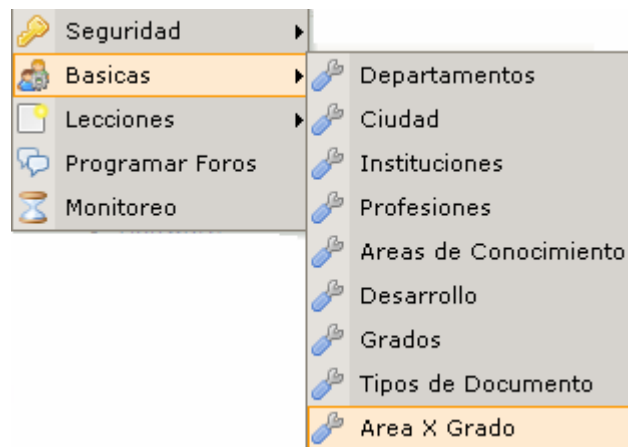 Seguridad
Basicas
Lecciones
Programar Foros
Monitoreo
Departamentos
Ciudad
Instituciones
Profesiones
Areas de Conocimiento
Desarrollo
Grados
Tipos de Documento
Area X Grado